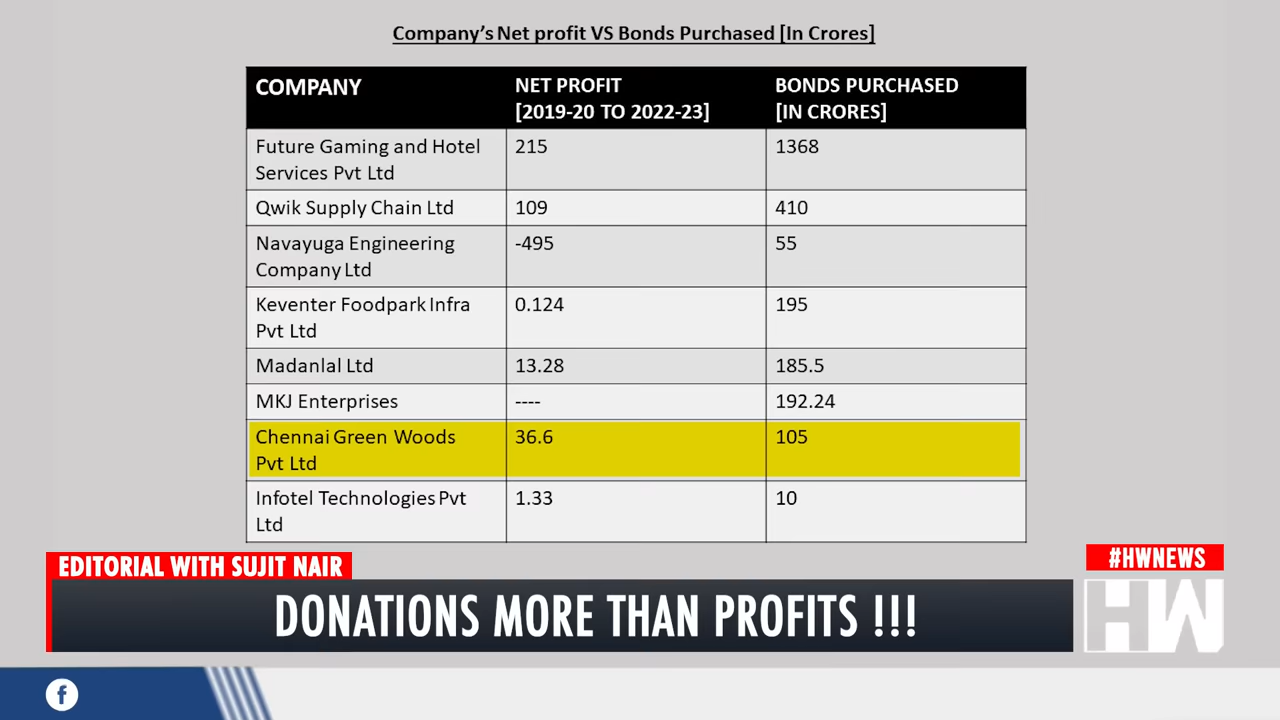 Company's Net profit VS Bonds Purchased [In Crores]
COMPANY NET PROFIT BONDS PURCHASED
[2019-20 TO 2022-23] [IN CRORES]
Future Gaming and Hotel 215 1368
Services Pvt Ltd
Qwik Supply Chain Ltd 109 410
Navayuga Engineering -495 55
Company Ltd
Keventer Foodpark Infra 0.124 195
Pvt Ltd
Madanlal Ltd 13.28 185.5
MKJ Enterprises ---- 192.24
Chennai Green Woods 36.6 105
Pvt Ltd
Infotel Technologies Pvt 1.33 10
Ltd
EDITORIAL WITH SUJIT NAIR
#HWNEWS
DONATIONS MORE THAN PROFITS !!!
HW
f